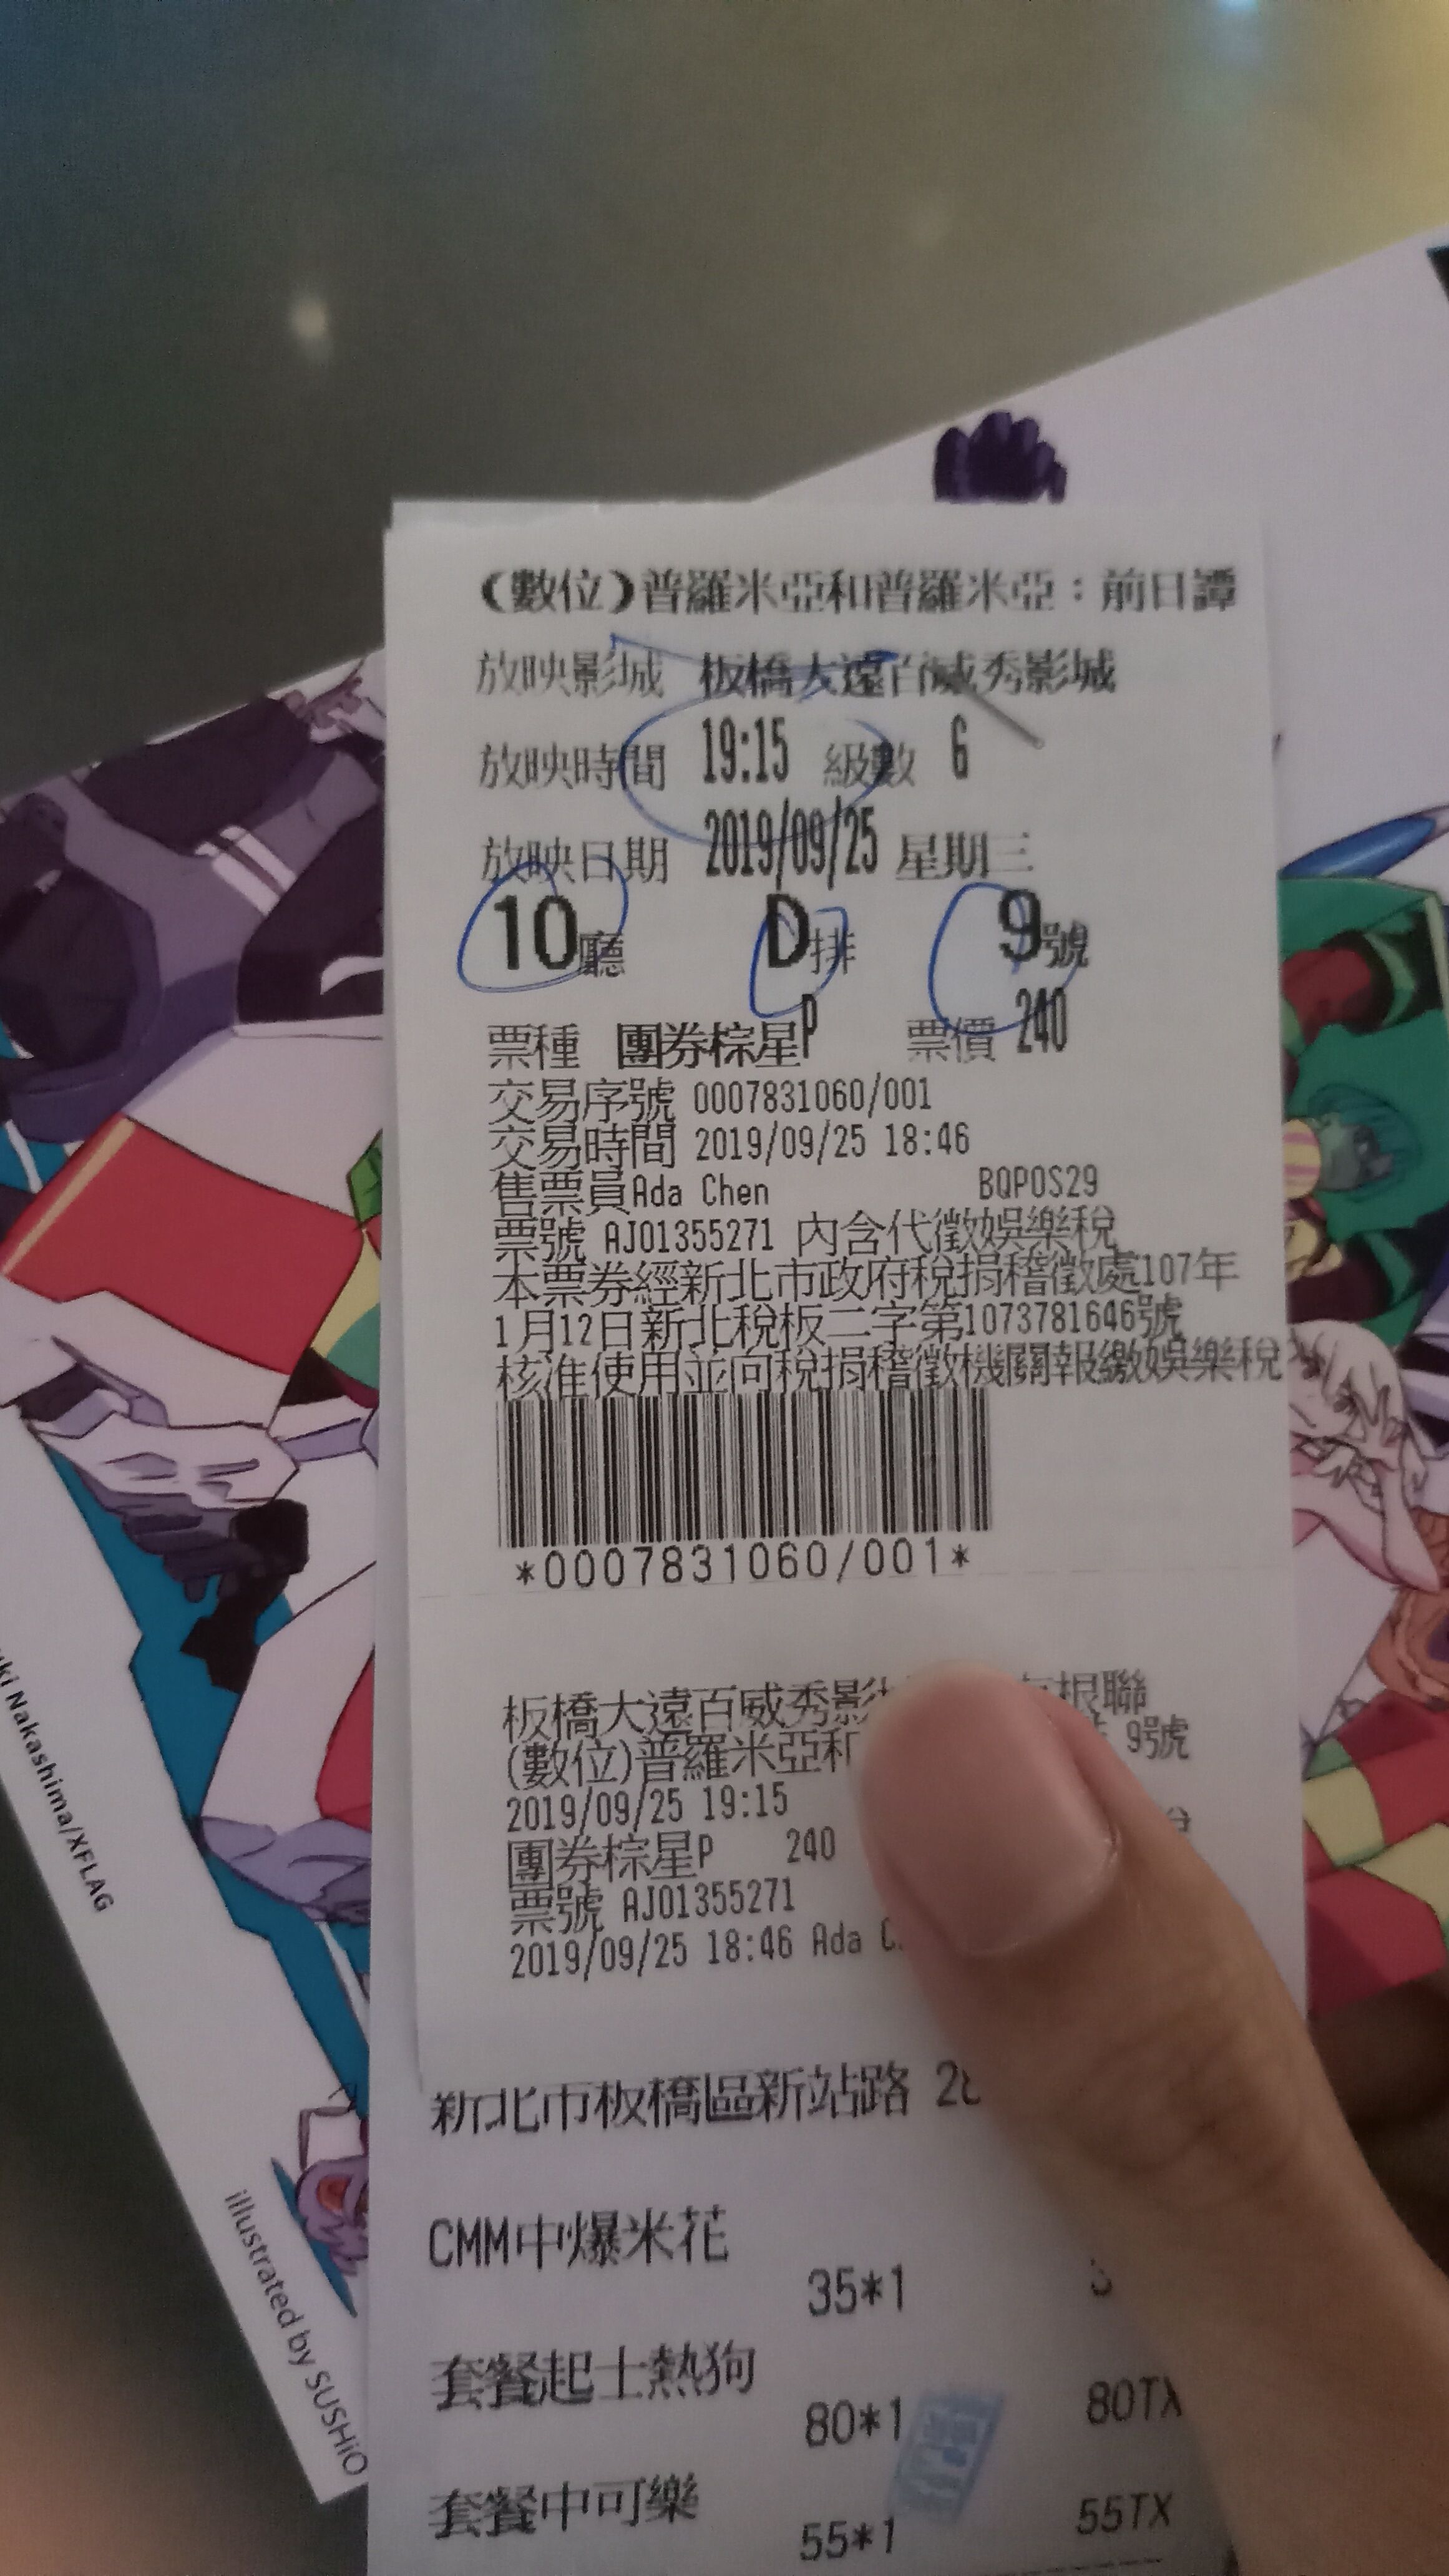 (數位)普羅米亞和普羅米亞：前日譚
放映影城 板橋大遠百威秀影城
放映時間 19:15 級數 6
放映日期 2019/09/25 星期三
10廳 D排 9號
票種 團券棕星P 票價 240
交易序號 0007831060/001
交易時間 2019/09/25 18:46
售票員Ada Chen BQPOS29
票號 AJ01355271 內含代徵娛樂稅
本票券經新北市政府稅捐稽徵處107年
1月12日新北稅板二字第1073781646號
核准使用並向稅捐稽徵機關報繳娛樂稅
*0007831060/001*
板橋大遠百威秀影 根聯
(數位)普羅米亞和 9號
2019/09/25 19:15
團券棕星P 240
票號 AJ01355271
2019/09/25 18:46 Ada
新北市板橋區新站路
CMM中爆米花
35*1
套餐起士熱狗
80*1 80TX
套餐中可樂
55*1 55TX
Nakashima/XFLAG
illustrated by SUSHiO